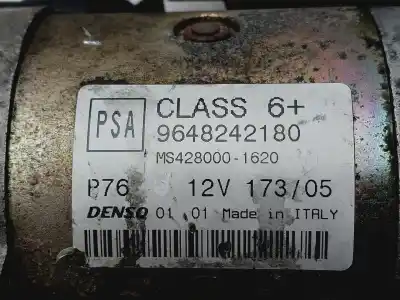 PSA CLASS 6+
9648242180
MS428000-1620
P76 12V 173/05
DENSO 01 01 Made in ITALY